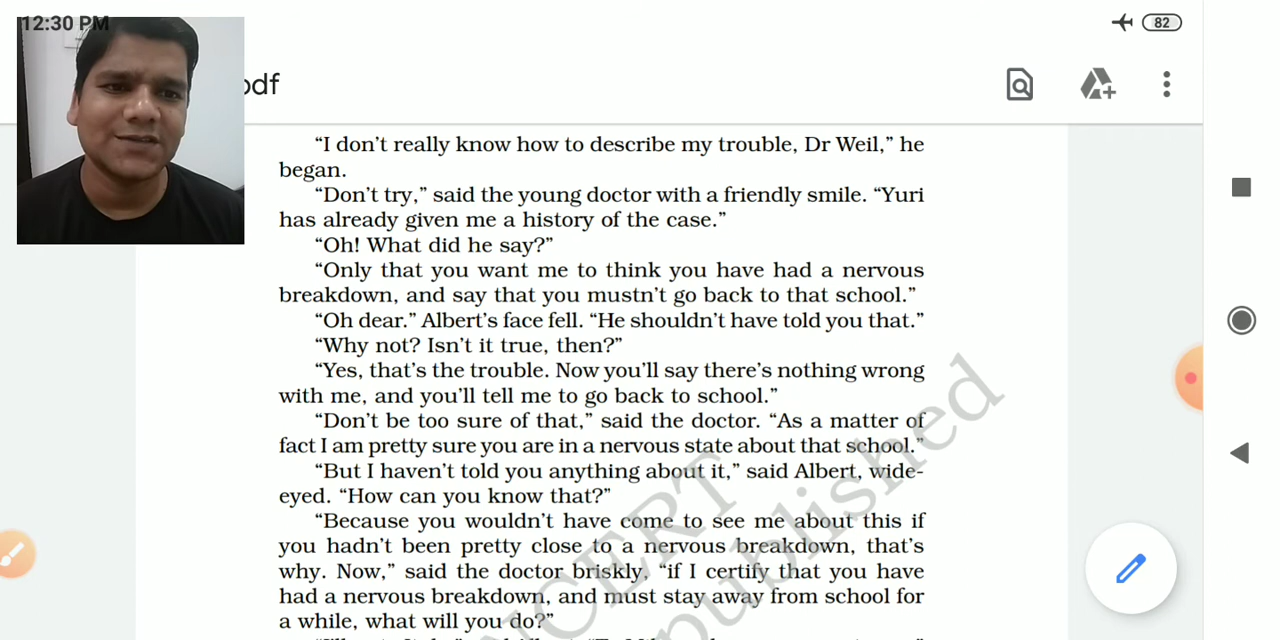 12:30 PM
82
pdf
“I don’t really know how to describe my trouble, Dr Weil,” he
began.
“Don’t try,” said the young doctor with a friendly smile. “Yuri
has already given me a history of the case.”
“Oh! What did he say?”
“Only that you want me to think you have had a nervous
breakdown, and say that you mustn’t go back to that school.”
“Oh dear.” Albert’s face fell. “He shouldn’t have told you that.”
“Why not? Isn’t it true, then?”
“Yes, that’s the trouble. Now you’ll say there’s nothing wrong
with me, and you’ll tell me to go back to school.”
“Don’t be too sure of that,” said the doctor. “As a matter of
fact I am pretty sure you are in a nervous state about that school.”
“But I haven’t told you anything about it,” said Albert, wide-
eyed. “How can you know that?”
“Because you wouldn’t have come to see me about this if
you hadn’t been pretty close to a nervous breakdown, that’s
why. Now,” said the doctor briskly, “if I certify that you have
had a nervous breakdown, and must stay away from school for
a while, what will you do?”
NCERT
published